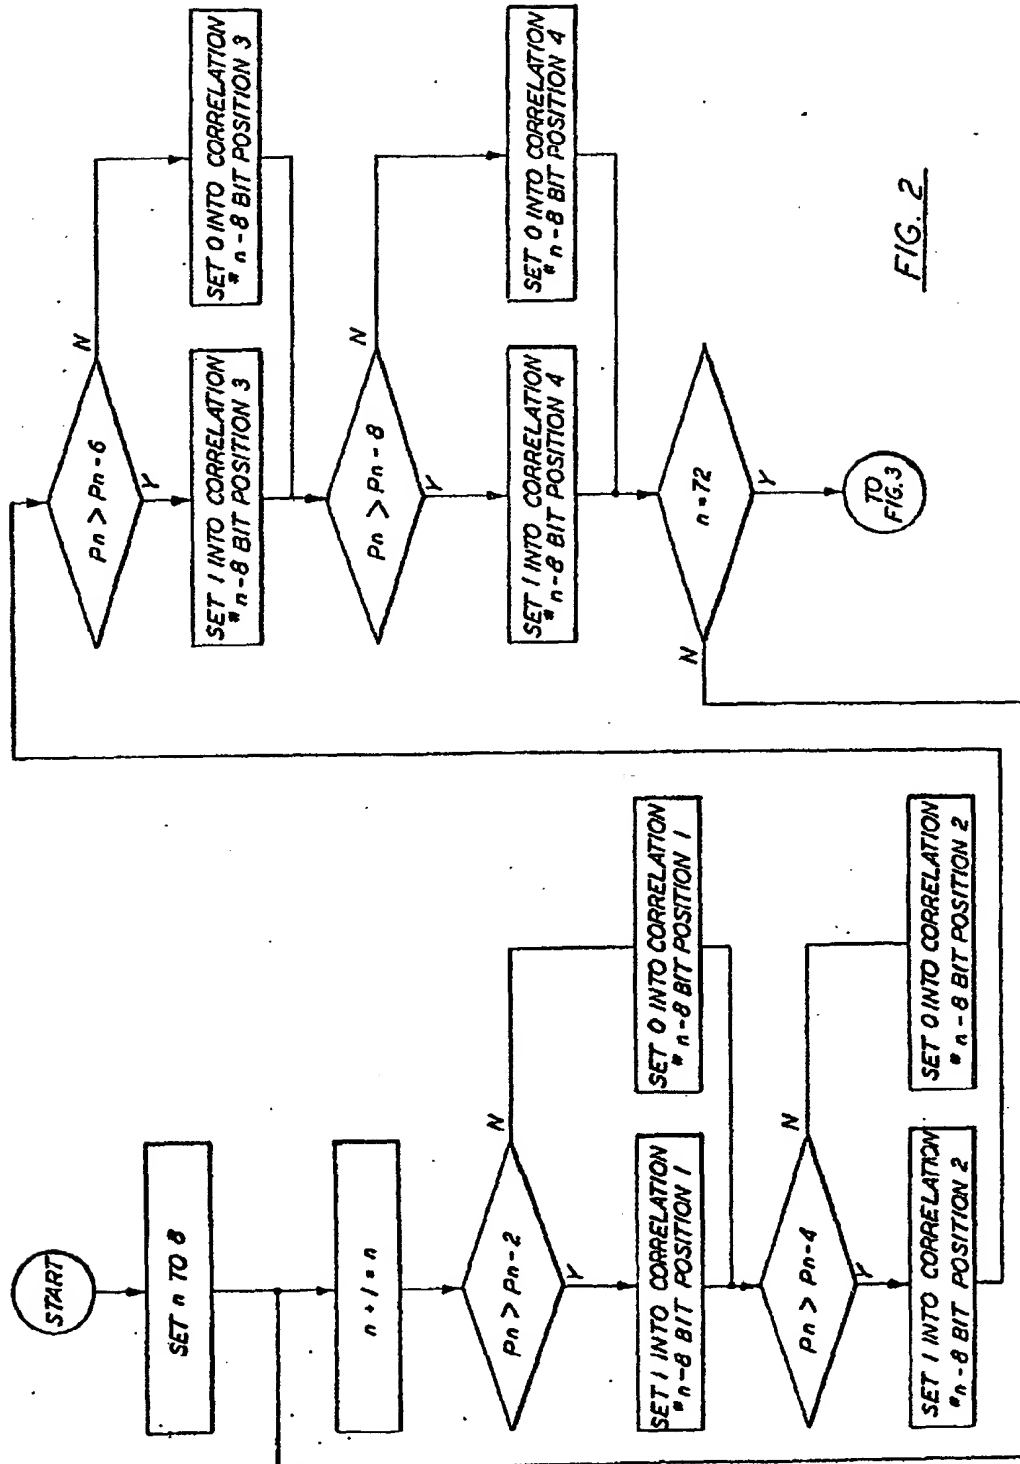 START
SET n TO 8
n + 1 = n
Pn > Pn-2
N
Y
SET 1 INTO CORRELATION
# n-8 BIT POSITION 1
SET 0 INTO CORRELATION
# n-8 BIT POSITION 1
Pn > Pn-4
N
Y
SET 1 INTO CORRELATION
# n-8 BIT POSITION 2
SET 0 INTO CORRELATION
# n-8 BIT POSITION 2
Pn > Pn-6
N
Y
SET 1 INTO CORRELATION
# n-8 BIT POSITION 3
SET 0 INTO CORRELATION
# n-8 BIT POSITION 3
Pn > Pn-8
N
Y
SET 1 INTO CORRELATION
# n-8 BIT POSITION 4
SET 0 INTO CORRELATION
# n-8 BIT POSITION 4
n = 72
N
Y
TO
FIG.3
FIG. 2